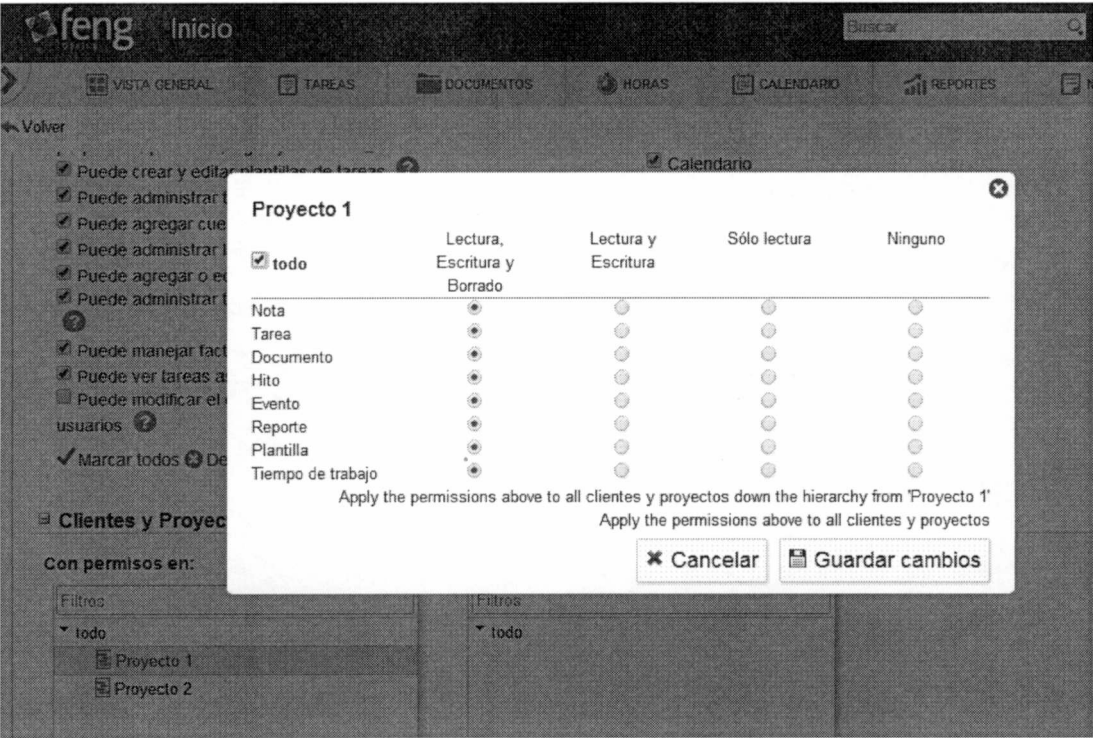 feng
Inicio
Buscar
VISTA GENERAL
TAREAS
DOCUMENTOS
HORAS
CALENDARIO
REPORTES
N
Volver
Puede crear y editar plantillas de tareas
Calendario
Puede administrar t
Puede agregar cue
Puede administrar l
Puede agregar o ed
Puede administrar t
Puede manejar fact
Puede ver tareas as
Puede modificar el
usuarios
Marcar todos De
Clientes y Proyec
Con permisos en:
Filtros
Filtros
todo
todo
Proyecto 1
Proyecto 2
Proyecto 1
todo
Lectura,
Escritura y
Borrado
Lectura y
Escritura
Sólo lectura
Ninguno
Nota
Tarea
Documento
Hito
Evento
Reporte
Plantilla
Tiempo de trabajo
Apply the permissions above to all clientes y proyectos down the hierarchy from 'Proyecto 1'
Apply the permissions above to all clientes y proyectos
Cancelar
Guardar cambios